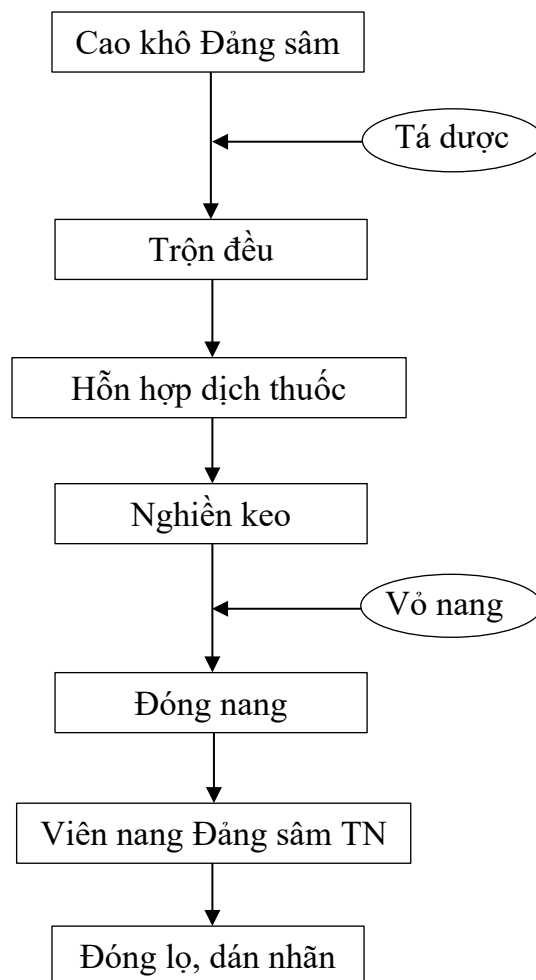 Cao khô Đảng sâm
Tá dược
Trộn đều
Hỗn hợp dịch thuốc
Nghiền keo
Vỏ nang
Đóng nang
Viên nang Đảng sâm TN
Đóng lọ, dán nhãn